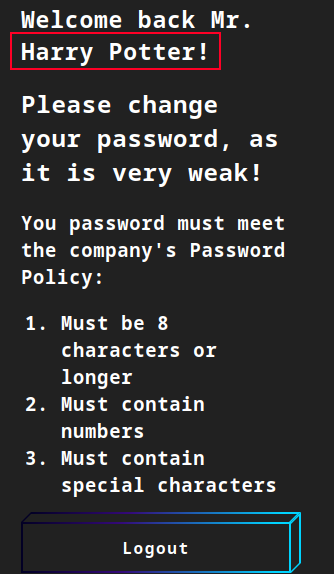 Welcome back Mr.
Harry Potter!
Please change
your password, as
it is very weak!
You password must meet
the company's Password
Policy:
1. Must be 8
characters or
longer
2. Must contain
numbers
3. Must contain
special characters
Logout